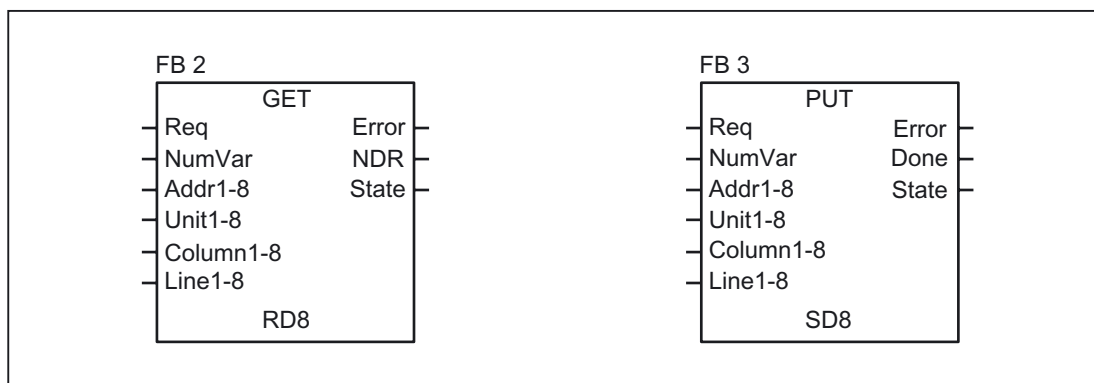 FB 2
GET
Req Error
NumVar NDR
Addr1-8 State
Unit1-8
Column1-8
Line1-8
RD8
FB 3
PUT
Req Error
NumVar Done
Addr1-8 State
Unit1-8
Column1-8
Line1-8
SD8